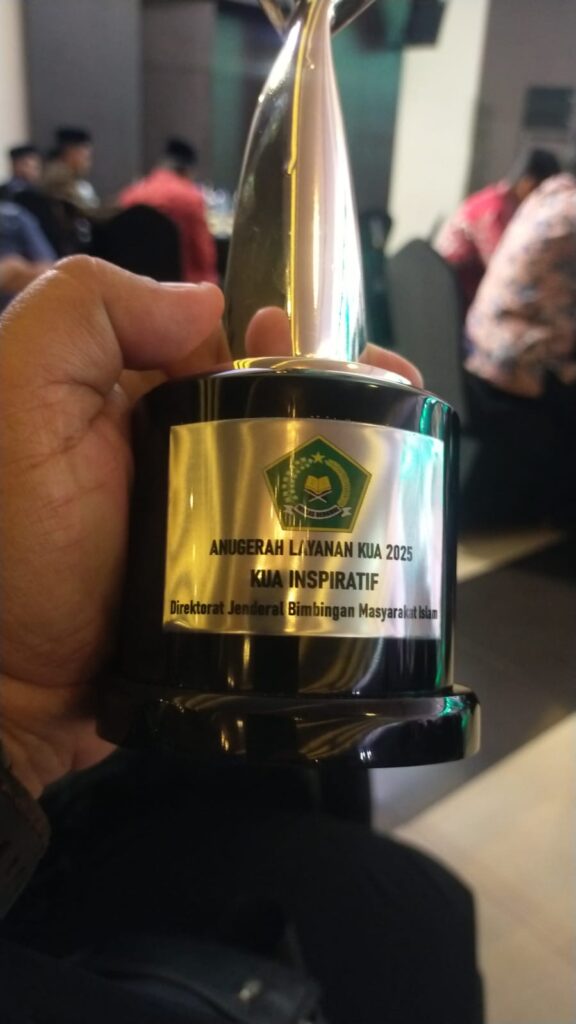 ANUGERAH LAYANAN KUA 2025
KUA INSPIRATIF
Direktorat Jenderal Bimbingan Masyarakat Islam